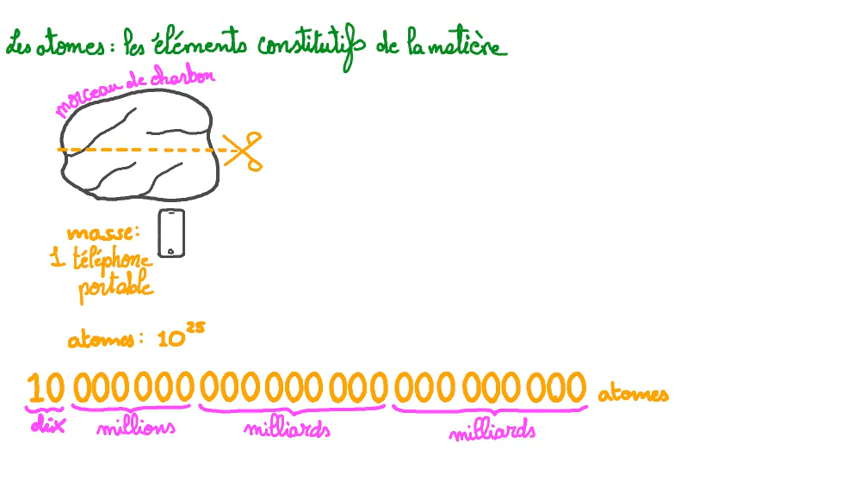 Les atomes : les éléments constitutifs de la matière
morceau de charbon
masse :
1 téléphone
portable
atomes : 10²⁵
10 000 000 000 000 000 000 000 000 atomes
dix millions milliards milliards